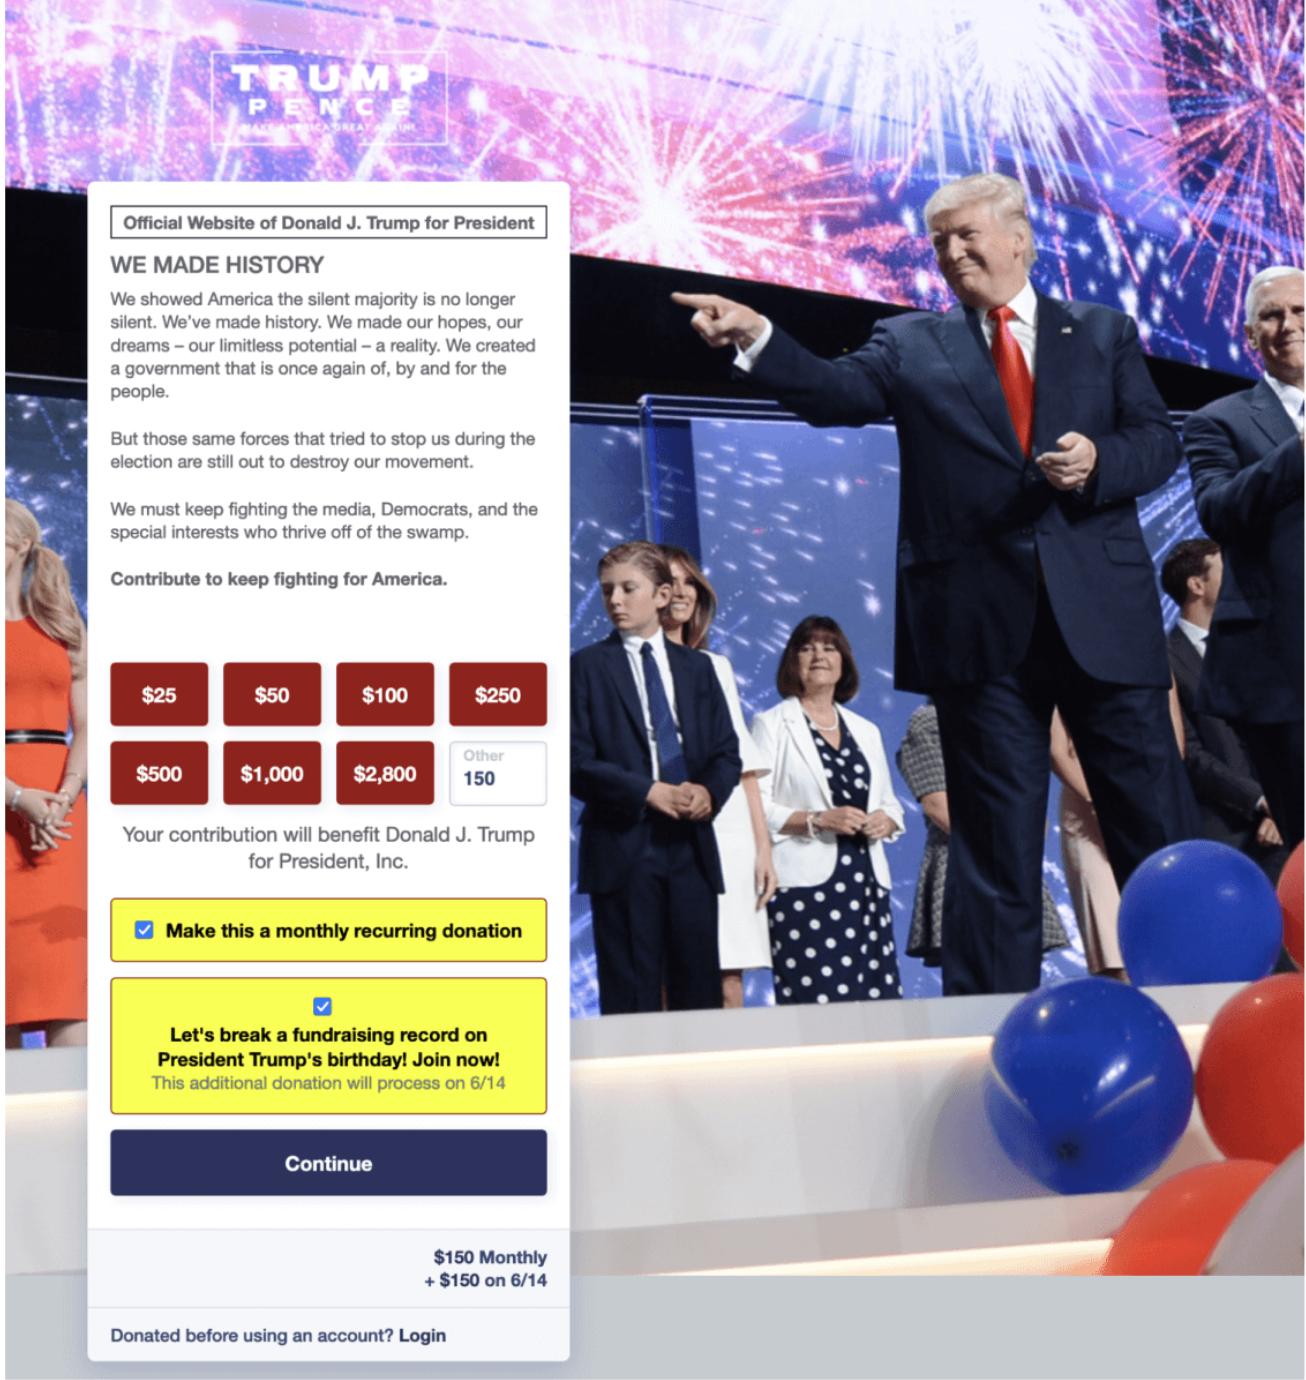 TRUMP
PENCE
MAKE AMERICA GREAT AGAIN!
Official Website of Donald J. Trump for President
WE MADE HISTORY
We showed America the silent majority is no longer
silent. We've made history. We made our hopes, our
dreams – our limitless potential – a reality. We created
a government that is once again of, by and for the
people.
But those same forces that tried to stop us during the
election are still out to destroy our movement.
We must keep fighting the media, Democrats, and the
special interests who thrive off of the swamp.
Contribute to keep fighting for America.
$25 $50 $100 $250
Other
$500 $1,000 $2,800 150
Your contribution will benefit Donald J. Trump
for President, Inc.
Make this a monthly recurring donation
Let's break a fundraising record on
President Trump's birthday! Join now!
This additional donation will process on 6/14
Continue
$150 Monthly
+ $150 on 6/14
Donated before using an account? Login